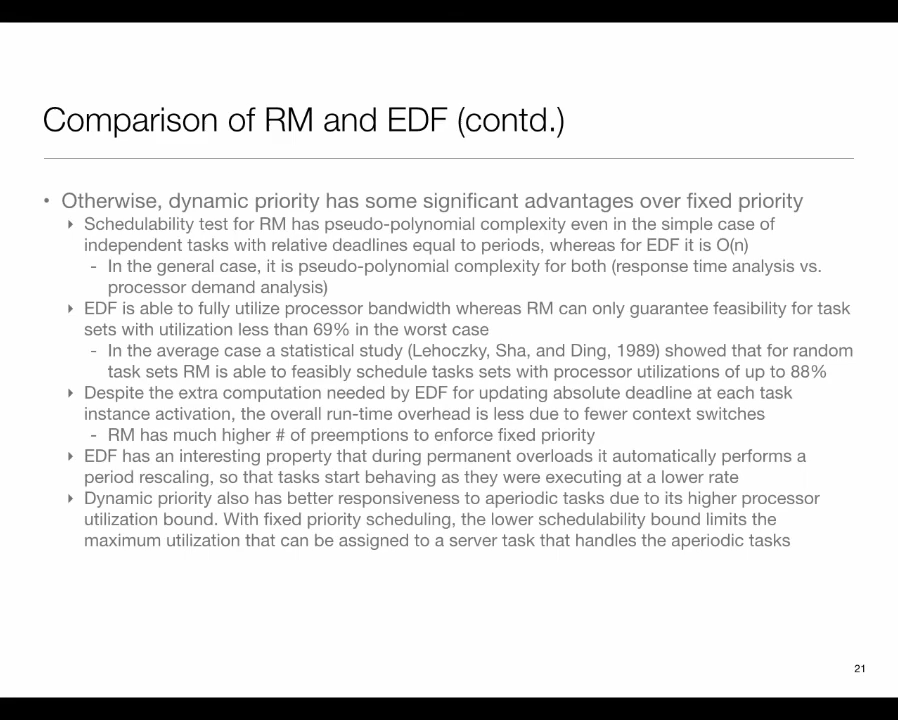 Comparison of RM and EDF (contd.)
• Otherwise, dynamic priority has some significant advantages over fixed priority
‣ Schedulability test for RM has pseudo-polynomial complexity even in the simple case of
independent tasks with relative deadlines equal to periods, whereas for EDF it is O(n)
- In the general case, it is pseudo-polynomial complexity for both (response time analysis vs.
processor demand analysis)
‣ EDF is able to fully utilize processor bandwidth whereas RM can only guarantee feasibility for task
sets with utilization less than 69% in the worst case
- In the average case a statistical study (Lehoczky, Sha, and Ding, 1989) showed that for random
task sets RM is able to feasibly schedule tasks sets with processor utilizations of up to 88%
‣ Despite the extra computation needed by EDF for updating absolute deadline at each task
instance activation, the overall run-time overhead is less due to fewer context switches
- RM has much higher # of preemptions to enforce fixed priority
‣ EDF has an interesting property that during permanent overloads it automatically performs a
period rescaling, so that tasks start behaving as they were executing at a lower rate
‣ Dynamic priority also has better responsiveness to aperiodic tasks due to its higher processor
utilization bound. With fixed priority scheduling, the lower schedulability bound limits the
maximum utilization that can be assigned to a server task that handles the aperiodic tasks
21